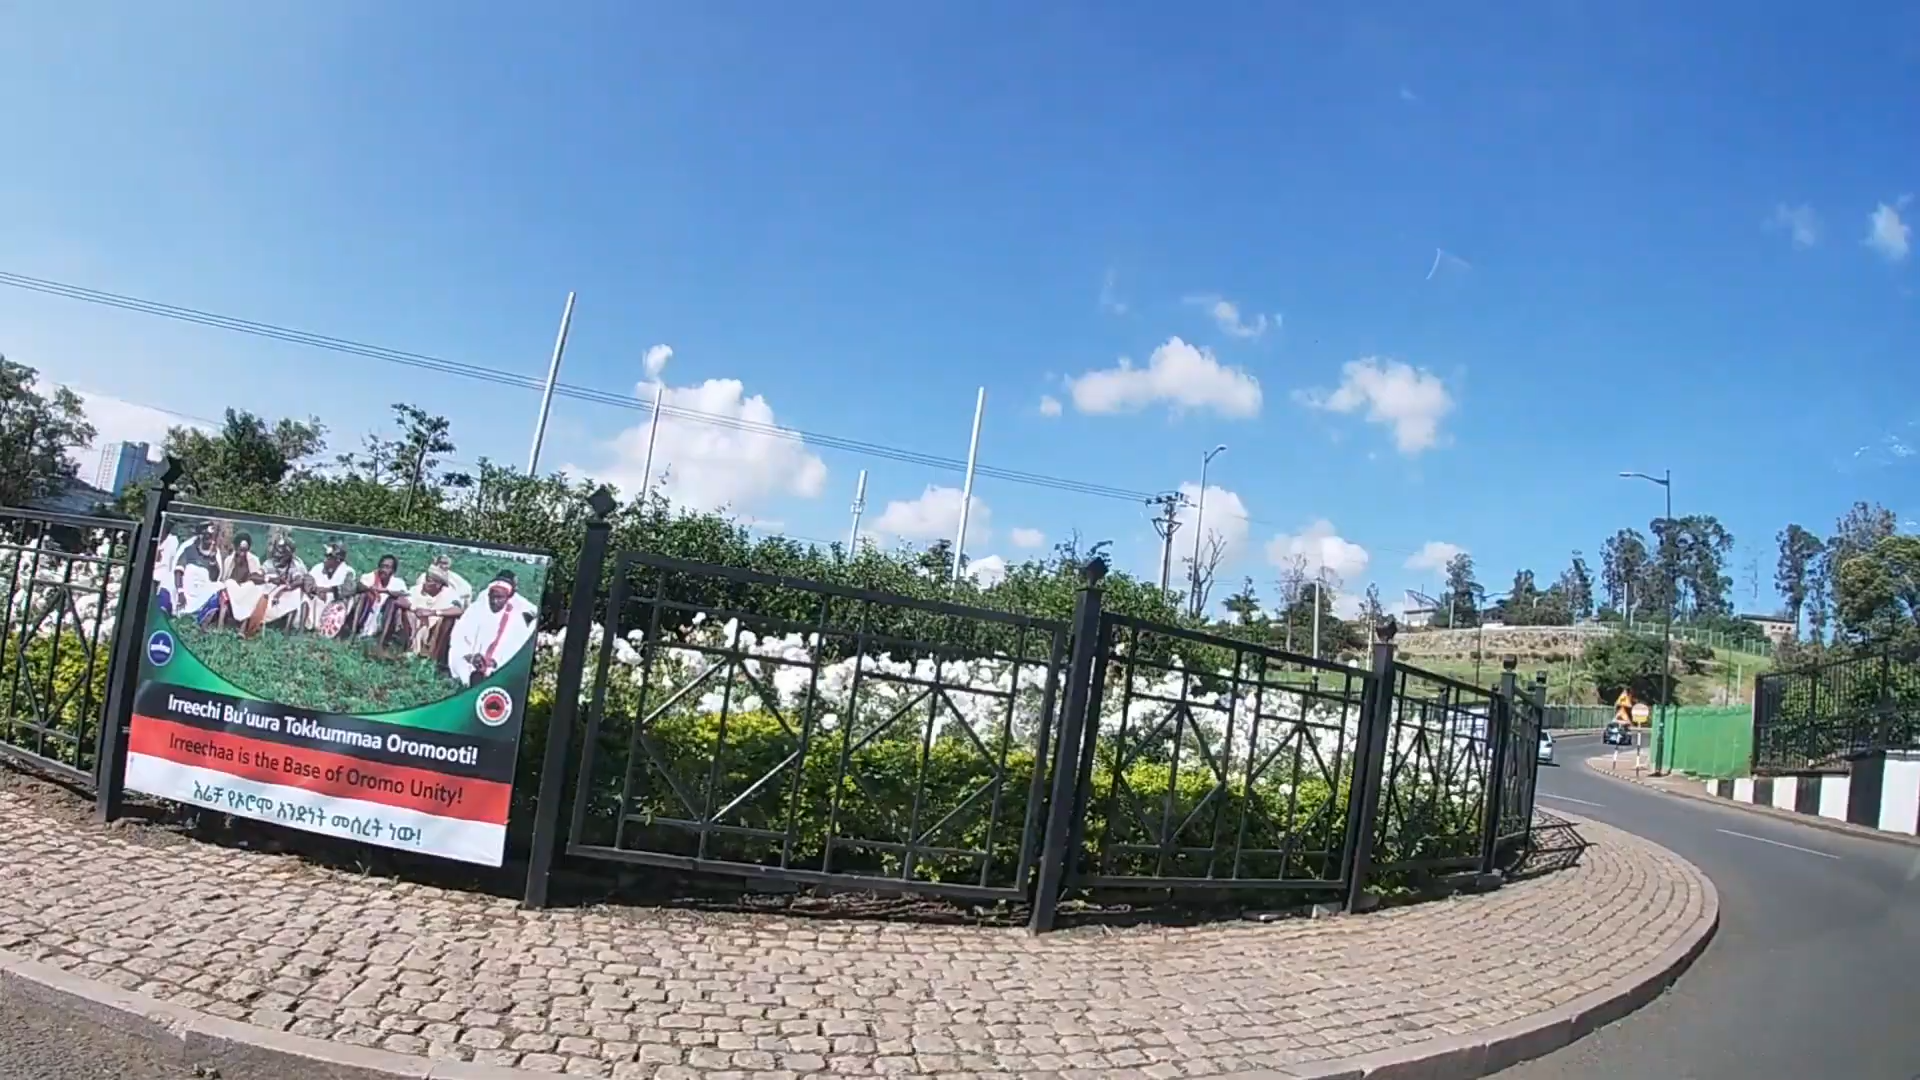 Irreechi Bu'uura Tokkummaa Oromooti!
Irreechaa is the Base of Oromo Unity!
እሬቻ የኦሮሞ አንድነት መሰረት ነው!